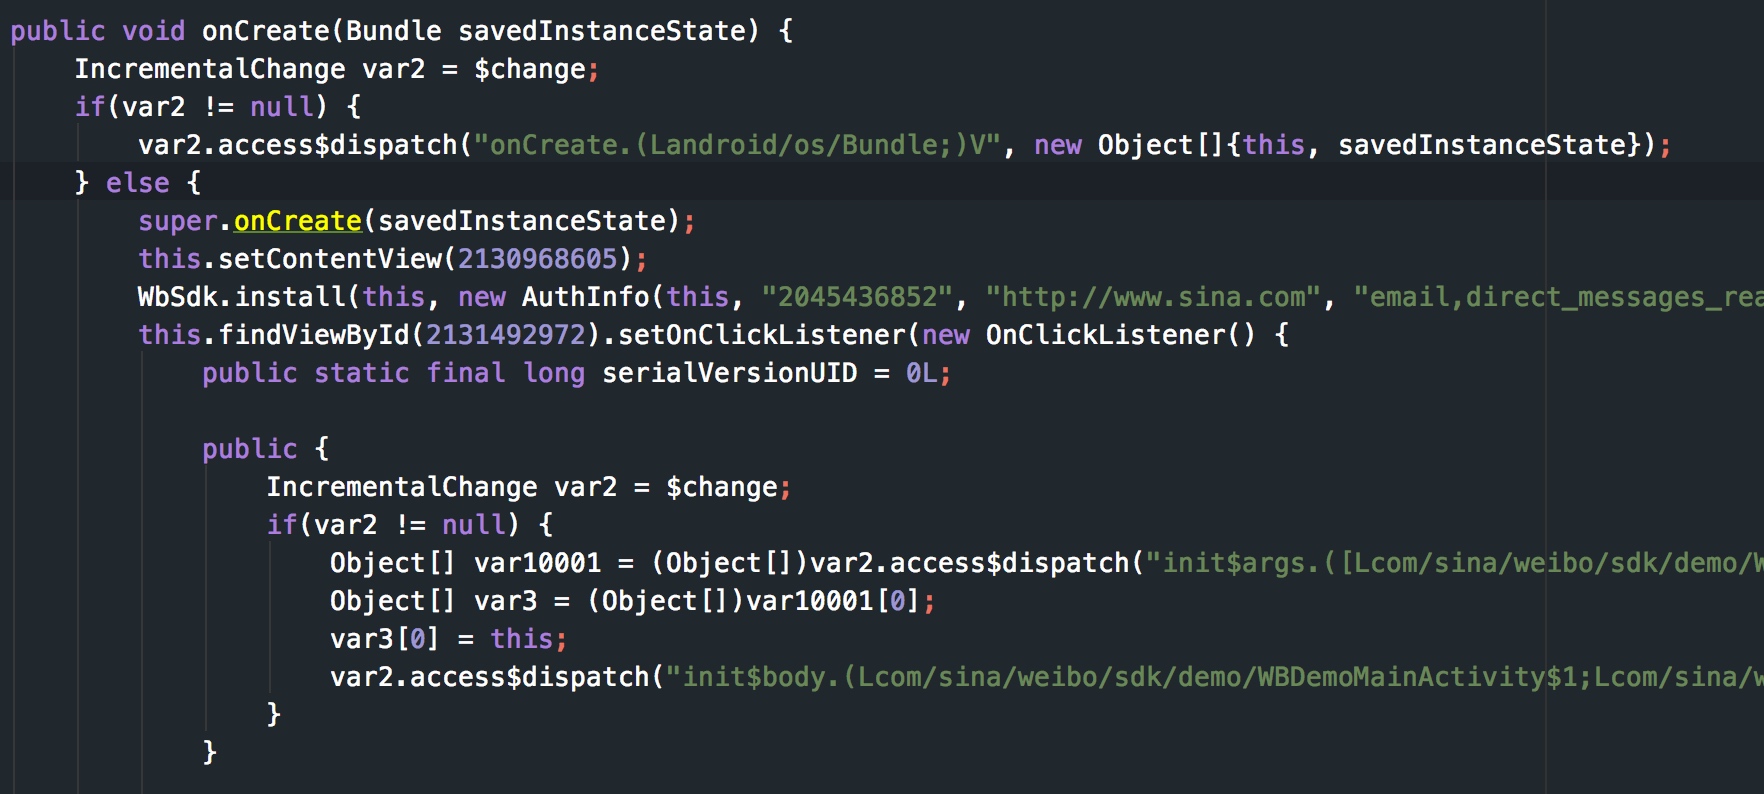 public void onCreate(Bundle savedInstanceState) {
IncrementalChange var2 = $change;
if(var2 != null) {
var2.access$dispatch("onCreate.(Landroid/os/Bundle;)V", new Object[]{this, savedInstanceState});
} else {
super.onCreate(savedInstanceState);
this.setContentView(2130968605);
WbSdk.install(this, new AuthInfo(this, "2045436852", "http://www.sina.com", "email,direct_messages_rea
this.findViewById(2131492972).setOnClickListener(new OnClickListener() {
public static final long serialVersionUID = 0L;
public {
IncrementalChange var2 = $change;
if(var2 != null) {
Object[] var10001 = (Object[])var2.access$dispatch("init$args.([Lcom/sina/weibo/sdk/demo/W
Object[] var3 = (Object[])var10001[0];
var3[0] = this;
var2.access$dispatch("init$body.(Lcom/sina/weibo/sdk/demo/WBDemoMainActivity$1;Lcom/sina/w
}
}